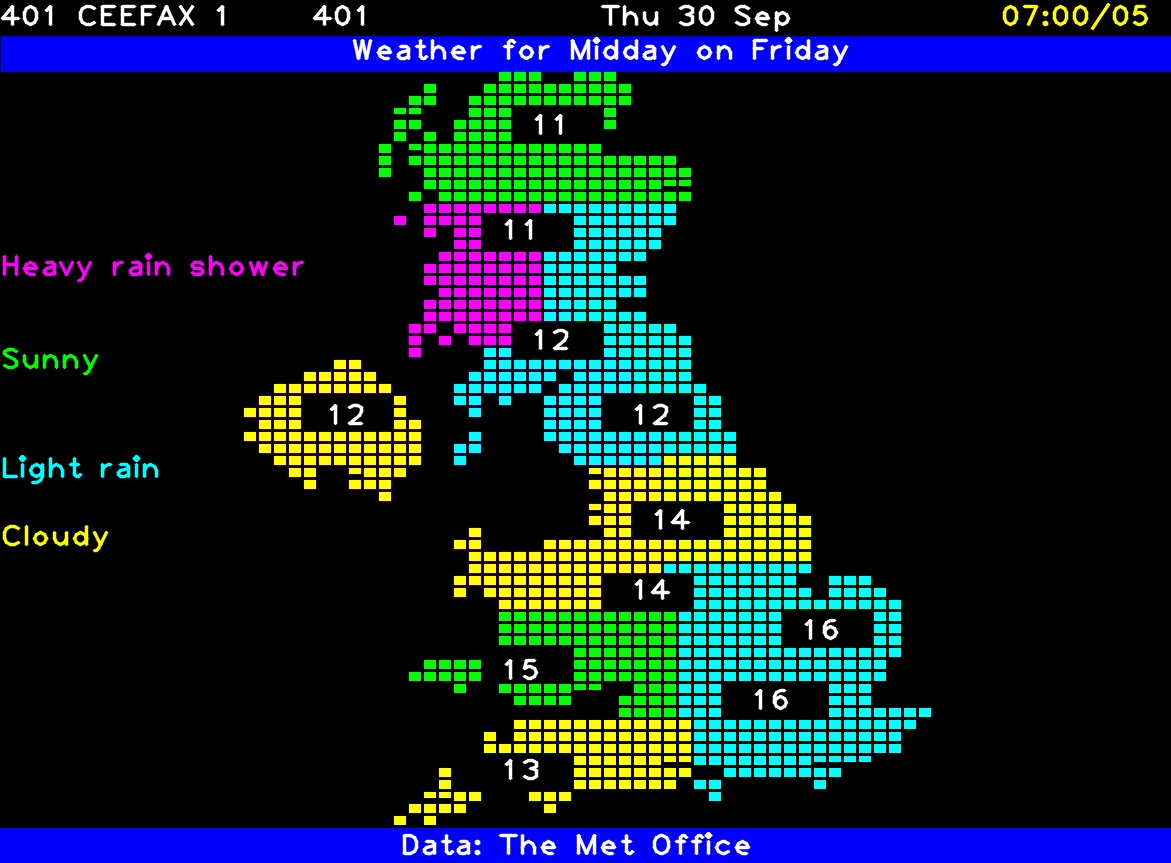 401 CEEFAX 1 401 Thu 30 Sep 07:00/05
Weather for Midday on Friday
11
11
Heavy rain shower
12
Sunny
12 12
Light rain
14
Cloudy
14
16
15
16
13
Data: The Met Office